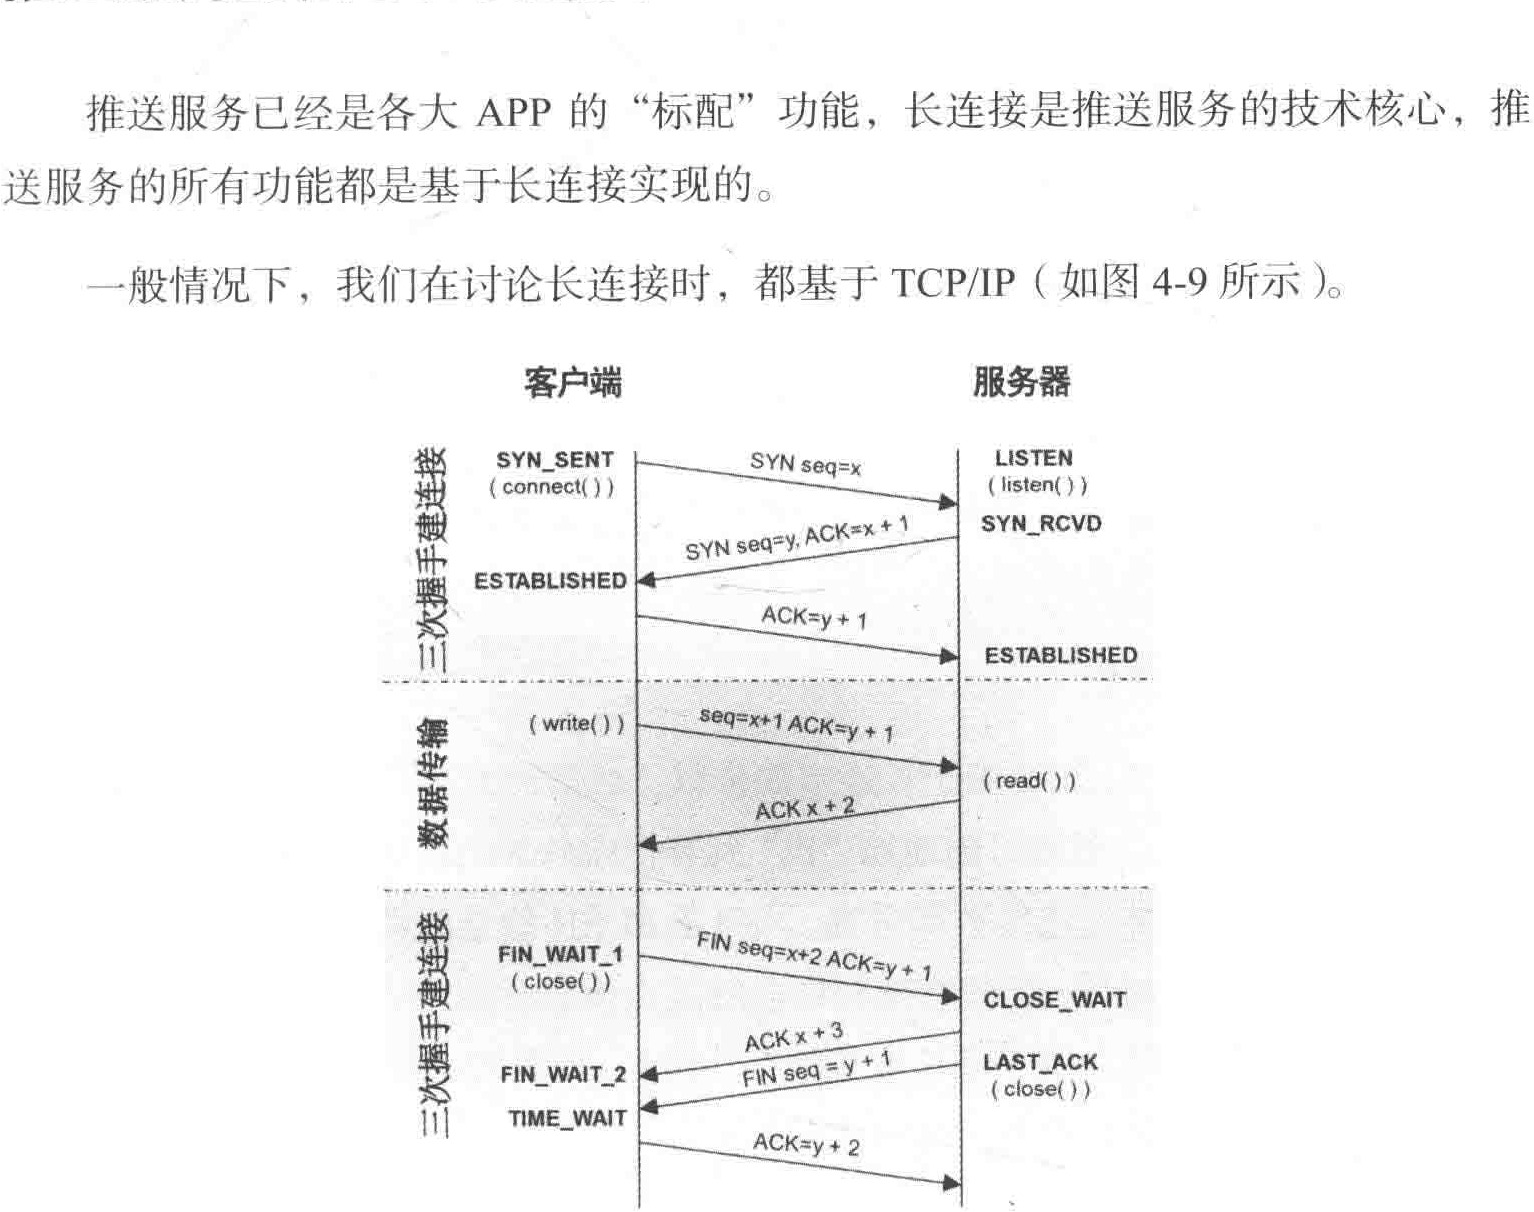 推送服务已经是各大 APP 的“标配”功能，长连接是推送服务的技术核心，推
送服务的所有功能都是基于长连接实现的。
一般情况下，我们在讨论长连接时，都基于 TCP/IP（如图 4-9 所示）。
客户端
服务器
三次握手建连接
SYN_SENT
( connect( ) )
SYN seq=x
LISTEN
( listen( ) )
SYN_RCVD
SYN seq=y, ACK=x + 1
ESTABLISHED
ACK=y + 1
ESTABLISHED
数据传输
( write( ) )
seq=x+1 ACK=y + 1
( read( ) )
ACK x + 2
三次握手建连接
FIN_WAIT_1
( close( ) )
FIN seq=x+2 ACK=y + 1
CLOSE_WAIT
ACK x + 3
FIN_WAIT_2
FIN seq = y + 1
LAST_ACK
( close( ) )
TIME_WAIT
ACK=y + 2